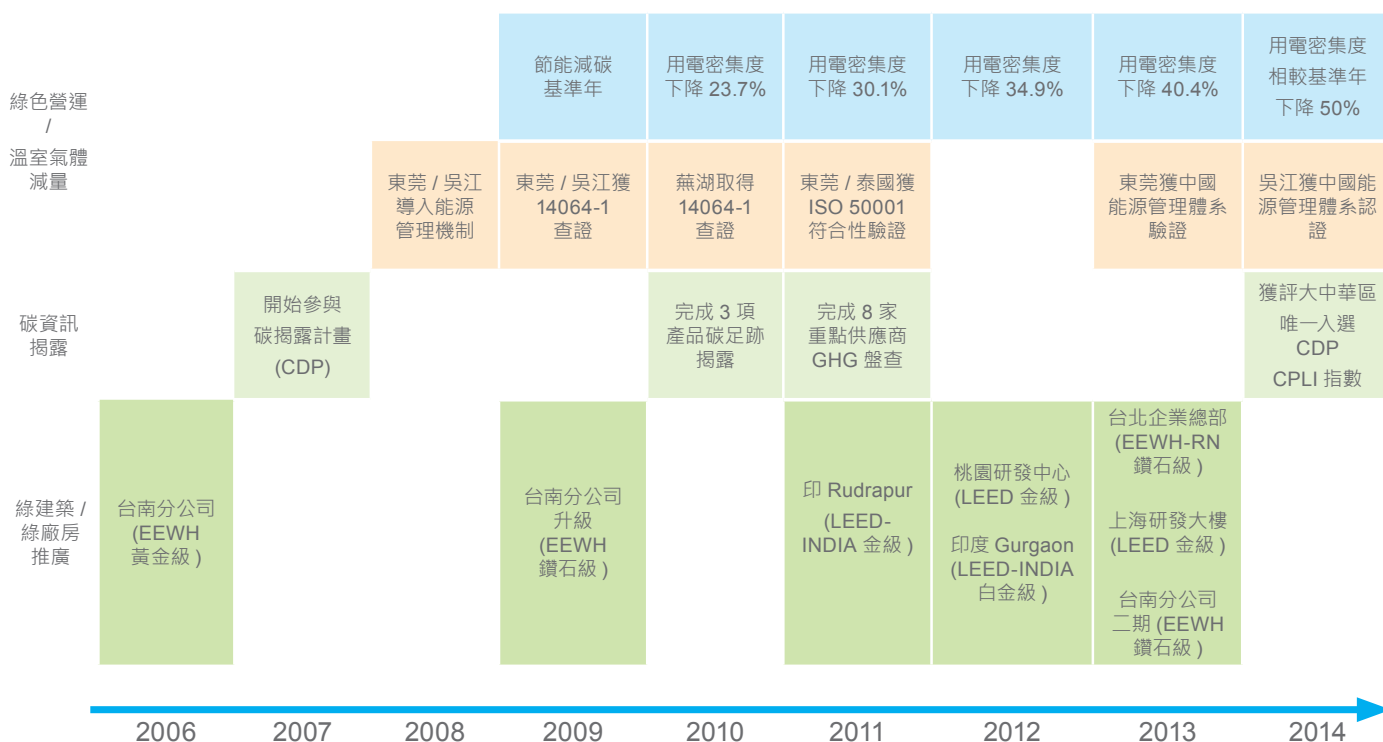 綠色營運
/
溫室氣體
減量
節能減碳
基準年
用電密集度
下降 23.7%
用電密集度
下降 30.1%
用電密集度
下降 34.9%
用電密集度
下降 40.4%
用電密集度
相較基準年
下降 50%
東莞 / 吳江
導入能源
管理機制
東莞 / 吳江獲
14064-1
查證
蕪湖取得
14064-1
查證
東莞 / 泰國獲
ISO 50001
符合性驗證
東莞獲中國
能源管理體系
驗證
吳江獲中國能
源管理體系認
證
碳資訊
揭露
開始參與
碳揭露計畫
(CDP)
完成 3 項
產品碳足跡
揭露
完成 8 家
重點供應商
GHG 盤查
獲評大中華區
唯一入選
CDP
CPLI 指數
綠建築 /
綠廠房
推廣
台南分公司
(EEWH
黃金級 )
台南分公司
升級
(EEWH
鑽石級 )
印 Rudrapur
(LEED-
INDIA 金級 )
桃園研發中心
(LEED 金級 )
印度 Gurgaon
(LEED-INDIA
白金級 )
台北企業總部
(EEWH-RN
鑽石級 )
上海研發大樓
(LEED 金級 )
台南分公司
二期 (EEWH
鑽石級 )
2006
2007
2008
2009
2010
2011
2012
2013
2014